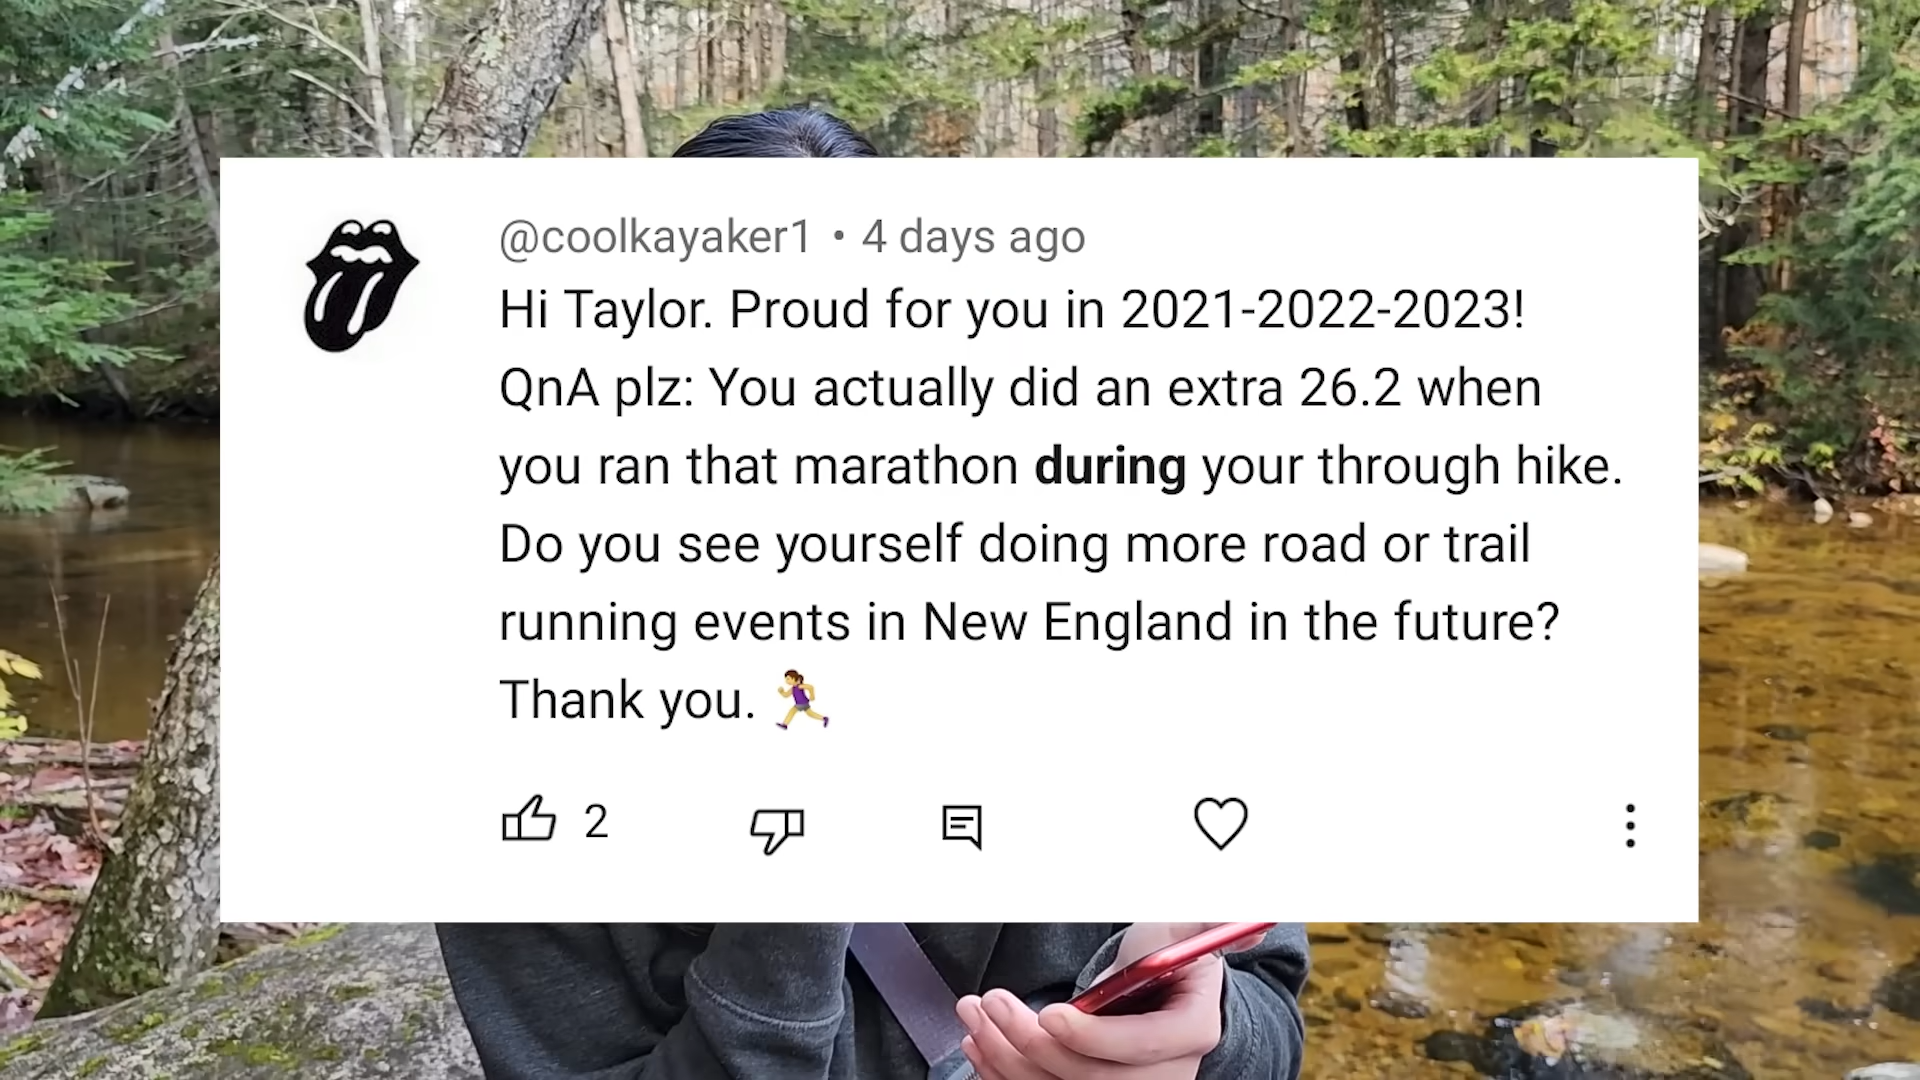 @coolkayaker1 • 4 days ago
Hi Taylor. Proud for you in 2021-2022-2023!
QnA plz: You actually did an extra 26.2 when
you ran that marathon during your through hike.
Do you see yourself doing more road or trail
running events in New England in the future?
Thank you. 🏃‍♀️
2